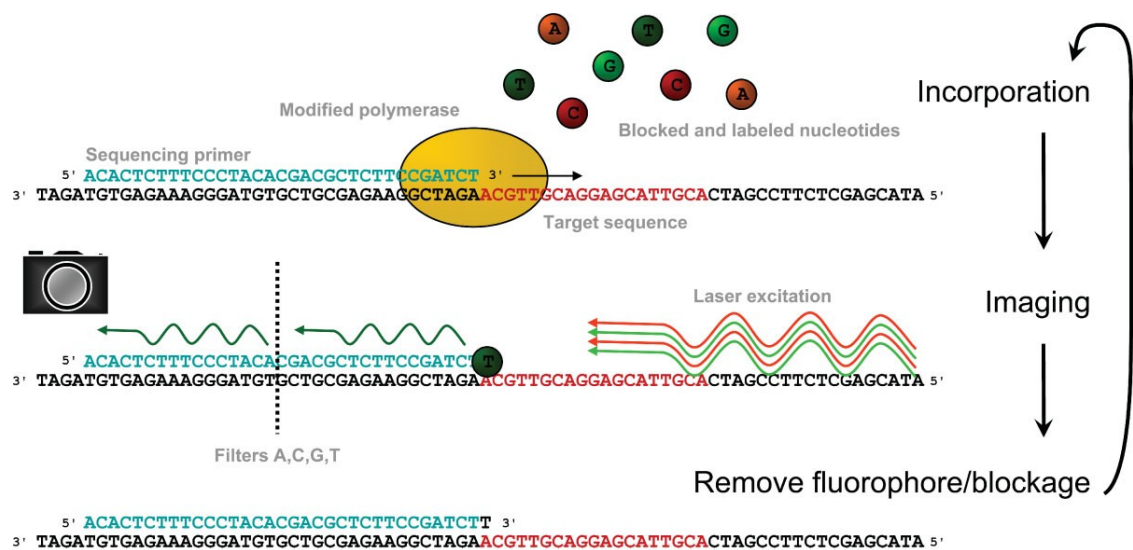 A T G
G
T C A
C
Incorporation
Modified polymerase
Blocked and labeled nucleotides
Sequencing primer
5' ACACTCTTTCCCTACACGACGCTCTTCCGATCT 3'
3' TAGATGTGAGAAAGGGATGTGCTGCGAGAAGGCTAGAACGTTGCAGGAGCATTGCACTAGCCTTCTCGAGCATA 5'
Target sequence
Laser excitation
Imaging
5' ACACTCTTTCCCTACACGACGCTCTTCCGATC T
3' TAGATGTGAGAAAGGGATGTGCTGCGAGAAGGCTAGAACGTTGCAGGAGCATTGCACTAGCCTTCTCGAGCATA 5'
Filters A,C,G,T
Remove fluorophore/blockage
5' ACACTCTTTCCCTACACGACGCTCTTCCGATCTT 3'
3' TAGATGTGAGAAAGGGATGTGCTGCGAGAAGGCTAGAACGTTGCAGGAGCATTGCACTAGCCTTCTCGAGCATA 5'